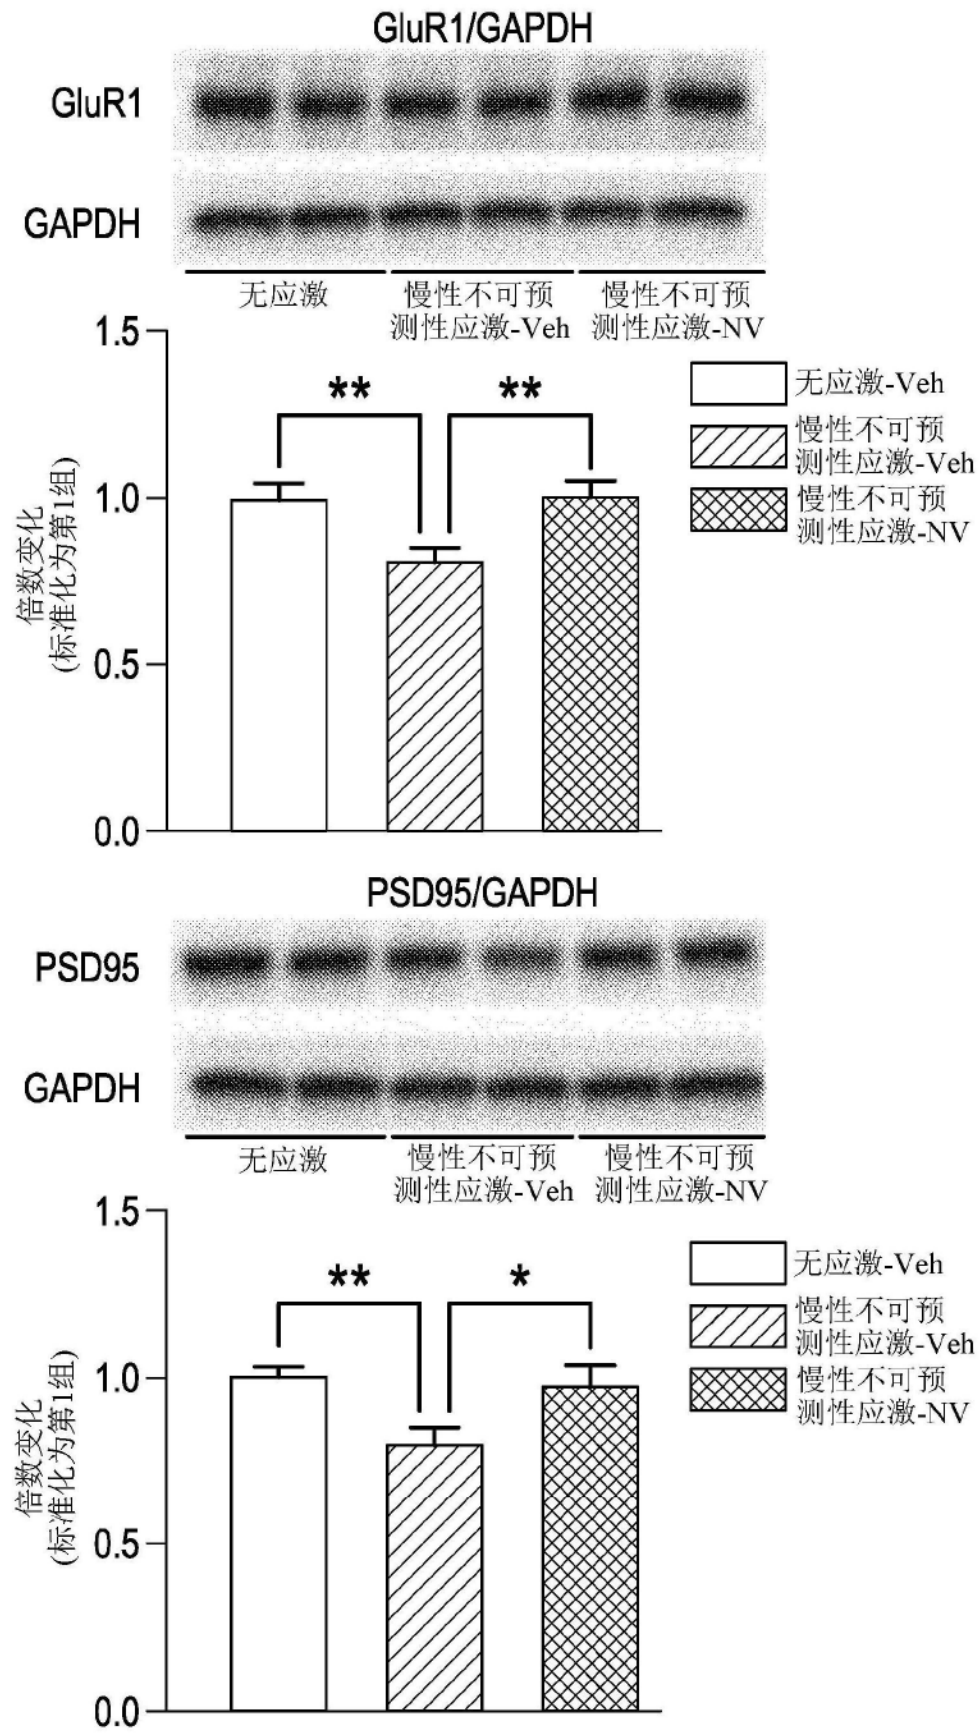 GluR1/GAPDH
GluR1
GAPDH
无应激
慢性不可预
测性应激-Veh
慢性不可预
测性应激-NV
1.5
1.0
0.5
0.0
倍数变化
(标准化为第1组)
**
**
无应激-Veh
慢性不可预
测性应激-Veh
慢性不可预
测性应激-NV
PSD95/GAPDH
PSD95
GAPDH
无应激
慢性不可预
测性应激-Veh
慢性不可预
测性应激-NV
1.5
1.0
0.5
0.0
倍数变化
(标准化为第1组)
**
*
无应激-Veh
慢性不可预
测性应激-Veh
慢性不可预
测性应激-NV